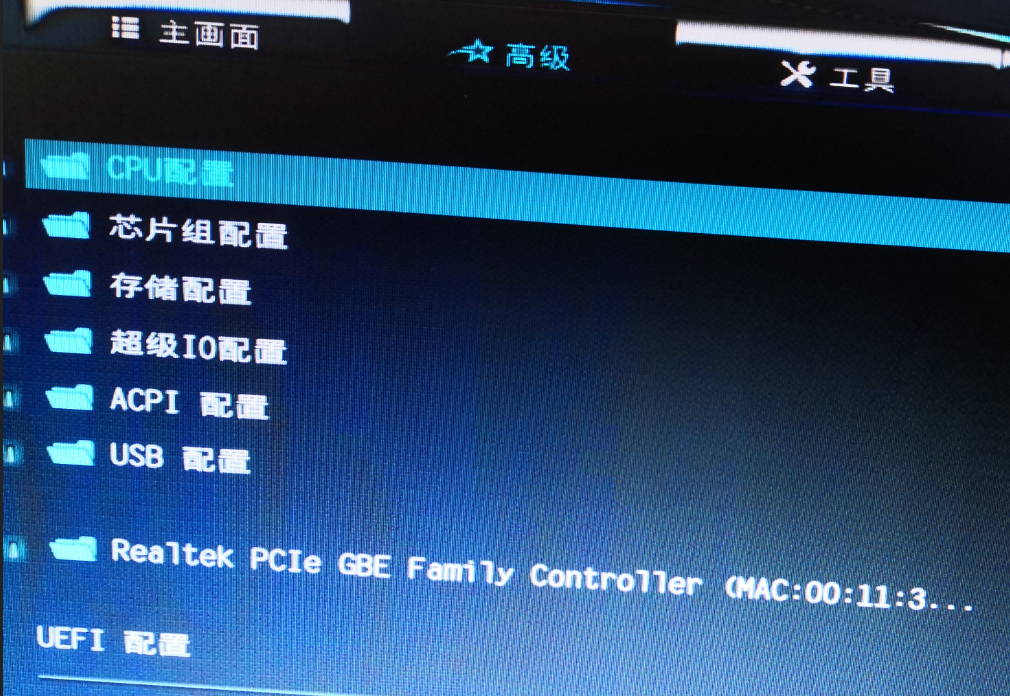 主画面
高级
工具
CPU配置
芯片组配置
存储配置
超级IO配置
ACPI 配置
USB 配置
Realtek PCIe GBE Family Controller (MAC:00:11:3...
UEFI 配置